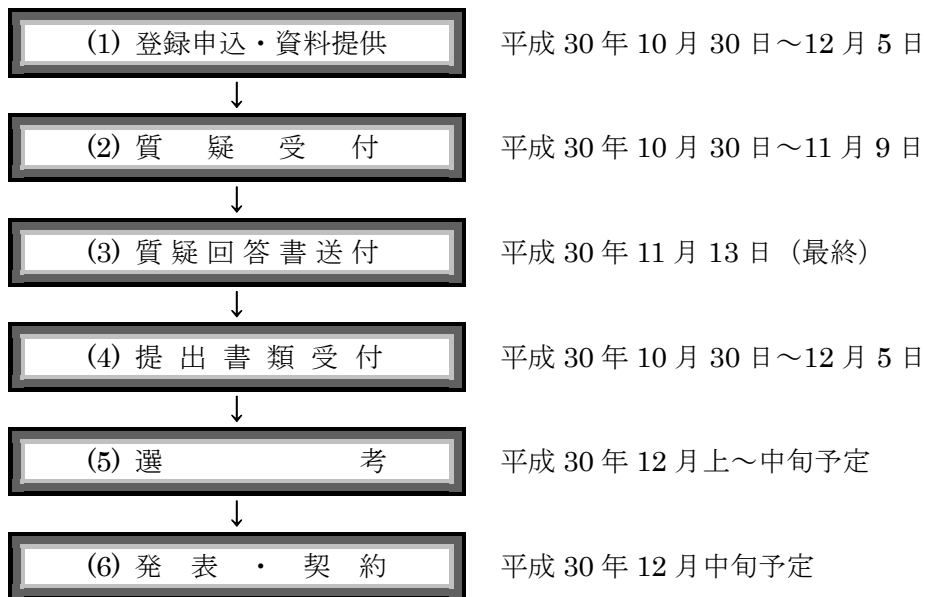 (1) 登録申込・資料提供 平成 30 年 10 月 30 日～12 月 5 日
↓
(2) 質疑受付 平成 30 年 10 月 30 日～11 月 9 日
↓
(3) 質疑回答書送付 平成 30 年 11 月 13 日（最終）
↓
(4) 提出書類受付 平成 30 年 10 月 30 日～12 月 5 日
↓
(5) 選考 平成 30 年 12 月上～中旬予定
↓
(6) 発表・契約 平成 30 年 12 月中旬予定